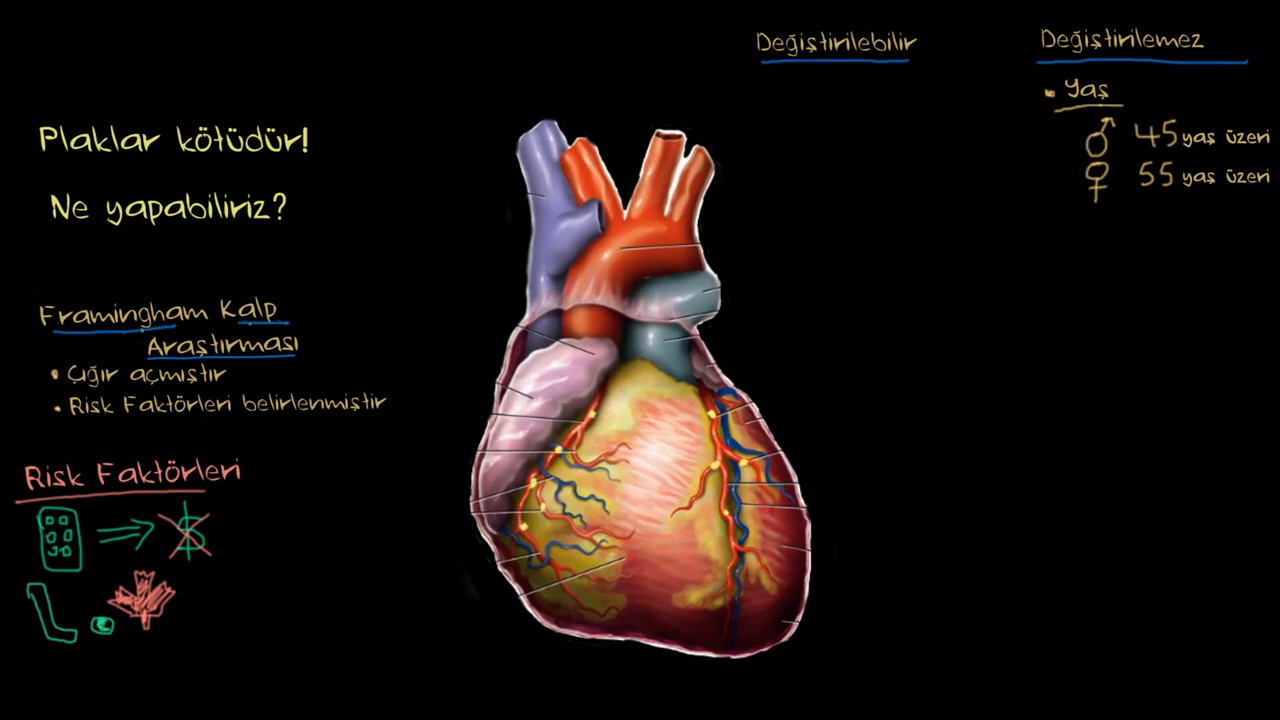 Plaklar kötüdür!
Ne yapabiliriz?
Framingham Kalp
Araştırması
• Çığır açmıştır
• Risk Faktörleri belirlenmiştir
Risk Faktörleri
$
Değiştirilebilir
Değiştirilemez
• Yaş
♂ 45 yaş üzeri
♀ 55 yaş üzeri